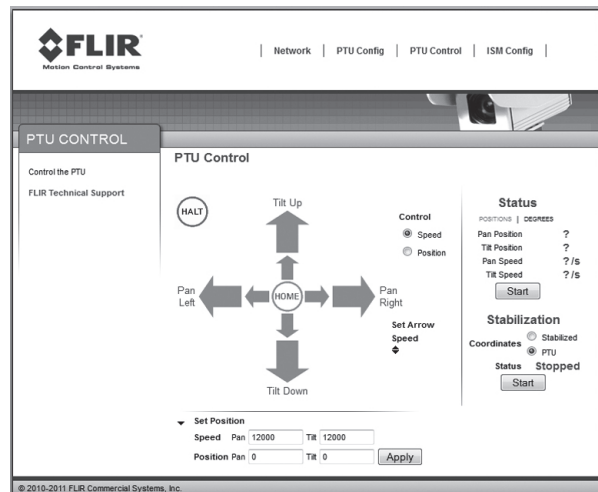 FLIR
Motion Control Systems
| Network | PTU Config | PTU Control | ISM Config |
PTU CONTROL
Control the PTU
FLIR Technical Support
PTU Control
HALT
Tilt Up
Pan Left
HOME
Pan Right
Tilt Down
Control
Speed
Position
Set Arrow
Speed
Status
POSITIONS | DEGREES
Pan Position ?
Tilt Position ?
Pan Speed ?/s
Tilt Speed ?/s
Start
Stabilization
Coordinates Stabilized
PTU
Status Stopped
Start
Set Position
Speed Pan 12000 Tilt 12000
Position Pan 0 Tilt 0 Apply
© 2010-2011 FLIR Commercial Systems, Inc.